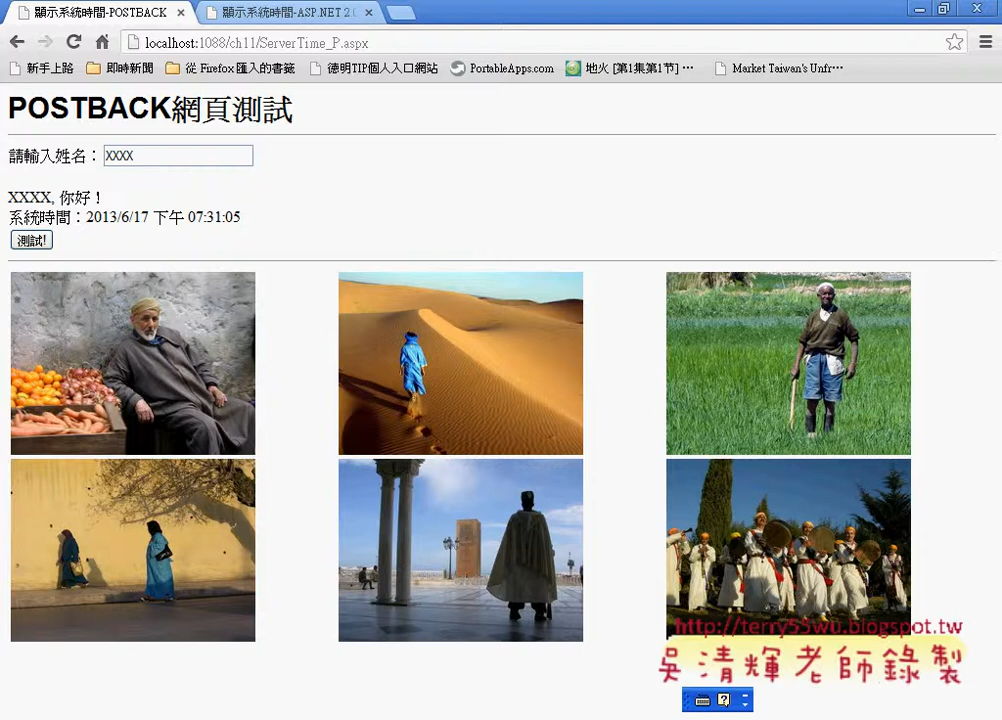 顯示系統時間-POSTBACK
顯示系統時間-ASP.NET 2.0
localhost:1088/ch11/ServerTime_P.aspx
新手上路 即時新聞 從 Firefox 匯入的書籤 德明TIP個人入口網站 PortableApps.com 地火 [第1集第1节] ··· Market Taiwan's Unfr···
POSTBACK網頁測試
請輸入姓名：XXXX
XXXX, 你好！
系統時間：2013/6/17 下午 07:31:05
測試!
http://terry55wu.blogspot.tw
吳清輝老師錄製